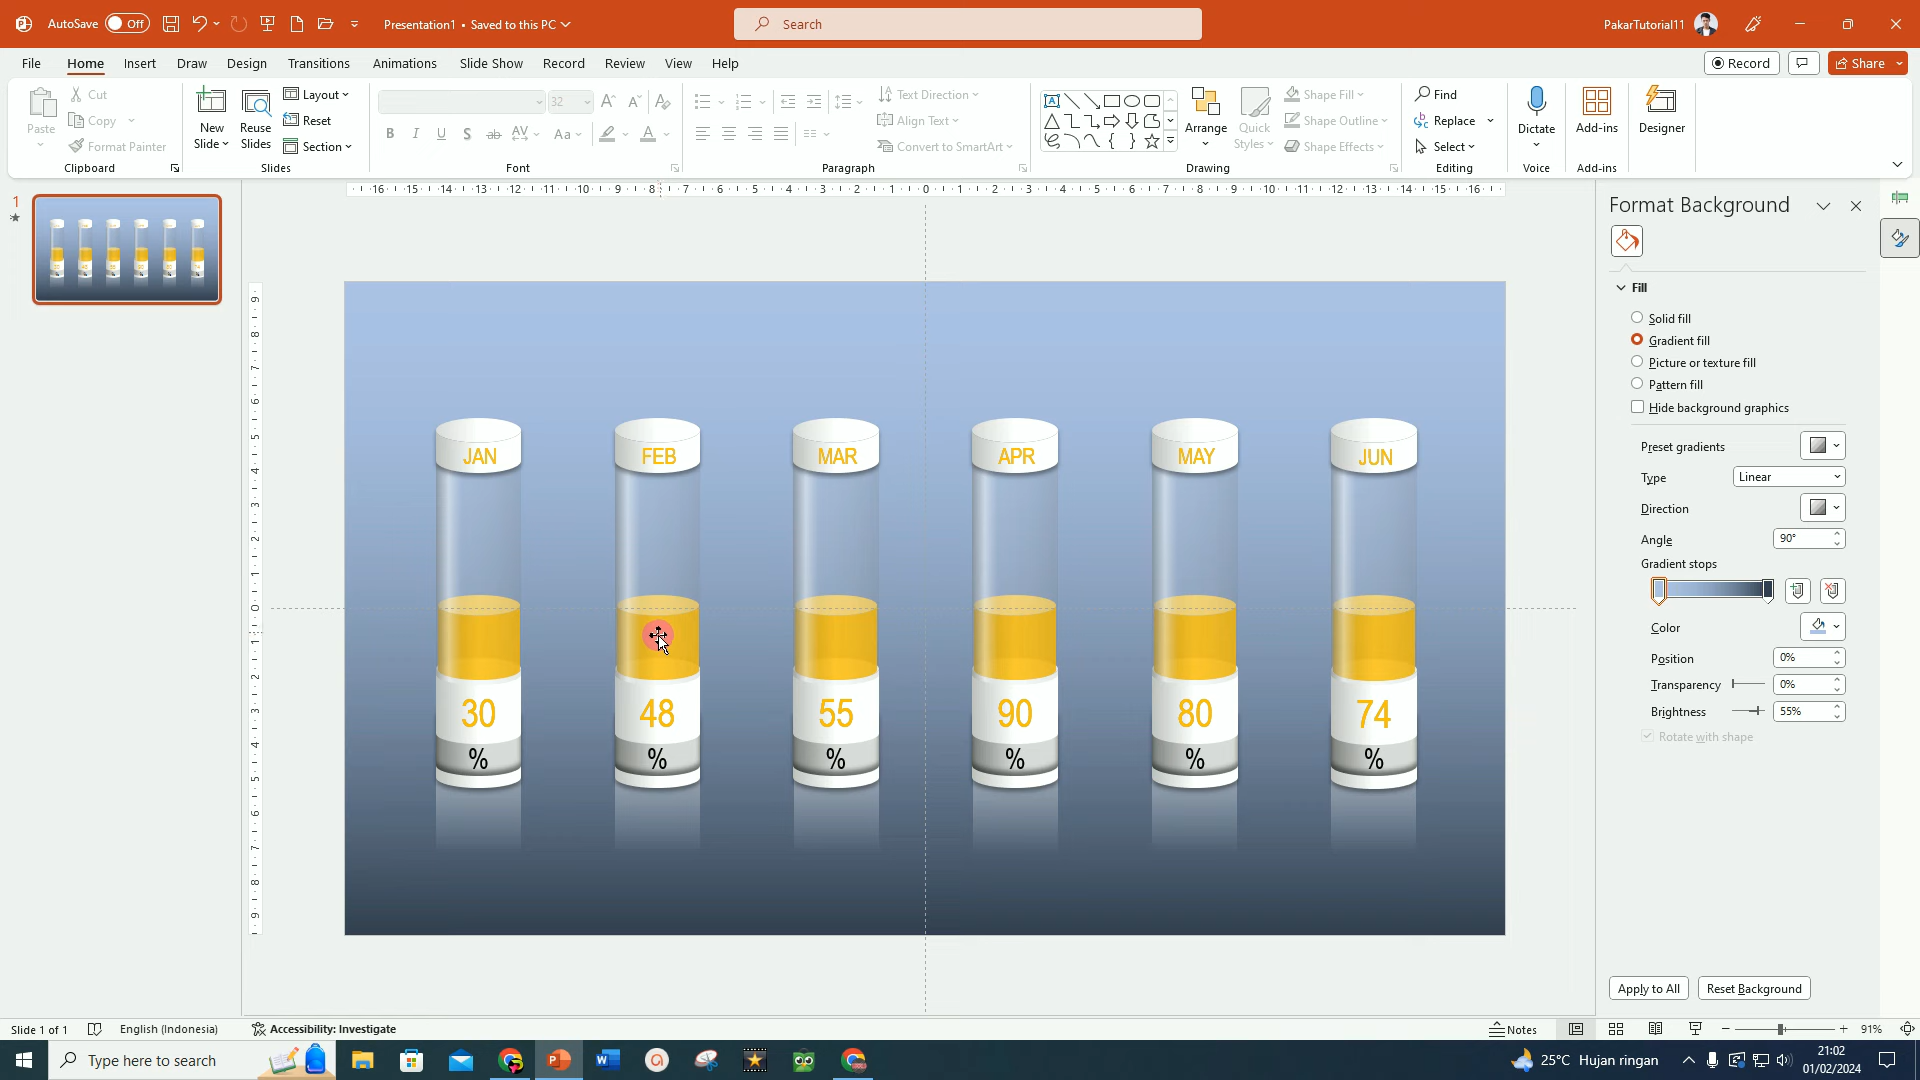 AutoSave Off Presentation1 • Saved to this PC Search PakarTutorial11
File Home Insert Draw Design Transitions Animations Slide Show Record Review View Help Record Share
Paste Cut Copy Format Painter Clipboard
New Slide Reuse Slides Layout Reset Section Slides
32 Font
Text Direction Align Text Convert to SmartArt Paragraph
Arrange Quick Styles Shape Fill Shape Outline Shape Effects Drawing
Find Replace Select Editing
Dictate Voice
Add-ins Add-ins
Designer
1
JAN FEB MAR APR MAY JUN
30 48 55 90 80 74
% % % % % %
Format Background
Fill
Solid fill
Gradient fill
Picture or texture fill
Pattern fill
Hide background graphics
Preset gradients
Type Linear
Direction
Angle 90°
Gradient stops
Color
Position 0%
Transparency 0%
Brightness 55%
Rotate with shape
Apply to All Reset Background
Slide 1 of 1 English (Indonesia) Accessibility: Investigate Notes 91%
Type here to search 25°C Hujan ringan 21:02
01/02/2024